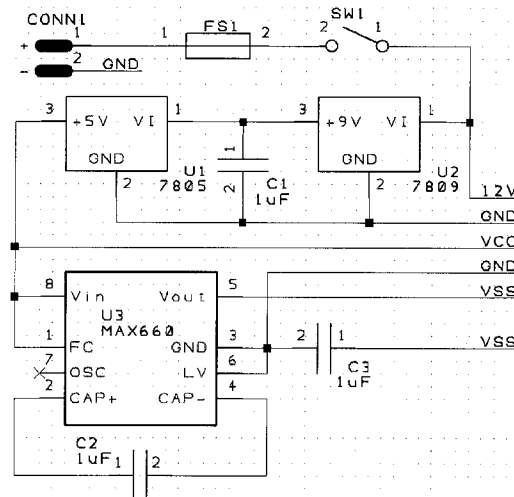 CONN1
SW1
+ 1
1 FS1 2
2 1
- 2 GND
3 +5V VI 1
3 +9V VI 1
GND
GND
1
2
2
2
U1
7805
C1
1uF
U2
7809
12V
GND
VCC
GND
VSS
8 Vin Vout 5
U3
MAX660
1 FC GND 3
7 OSC LV 6
2 CAP+ CAP- 4
2 1 VSS
C3
1uF
C2
1uF 1 2